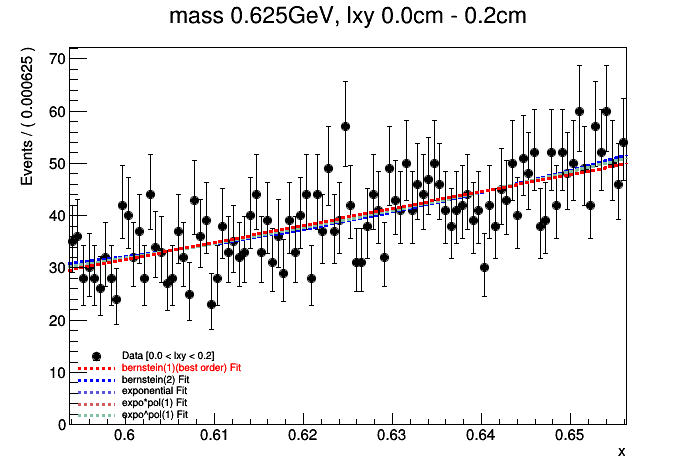 mass 0.625GeV, lxy 0.0cm - 0.2cm
Events / ( 0.000625 )
70
60
50
40
30
20
10
0
Data [0.0 < lxy < 0.2]
bernstein(1)(best order) Fit
bernstein(2) Fit
exponential Fit
expo*pol(1) Fit
expo^pol(1) Fit
0.6 0.61 0.62 0.63 0.64 0.65
x